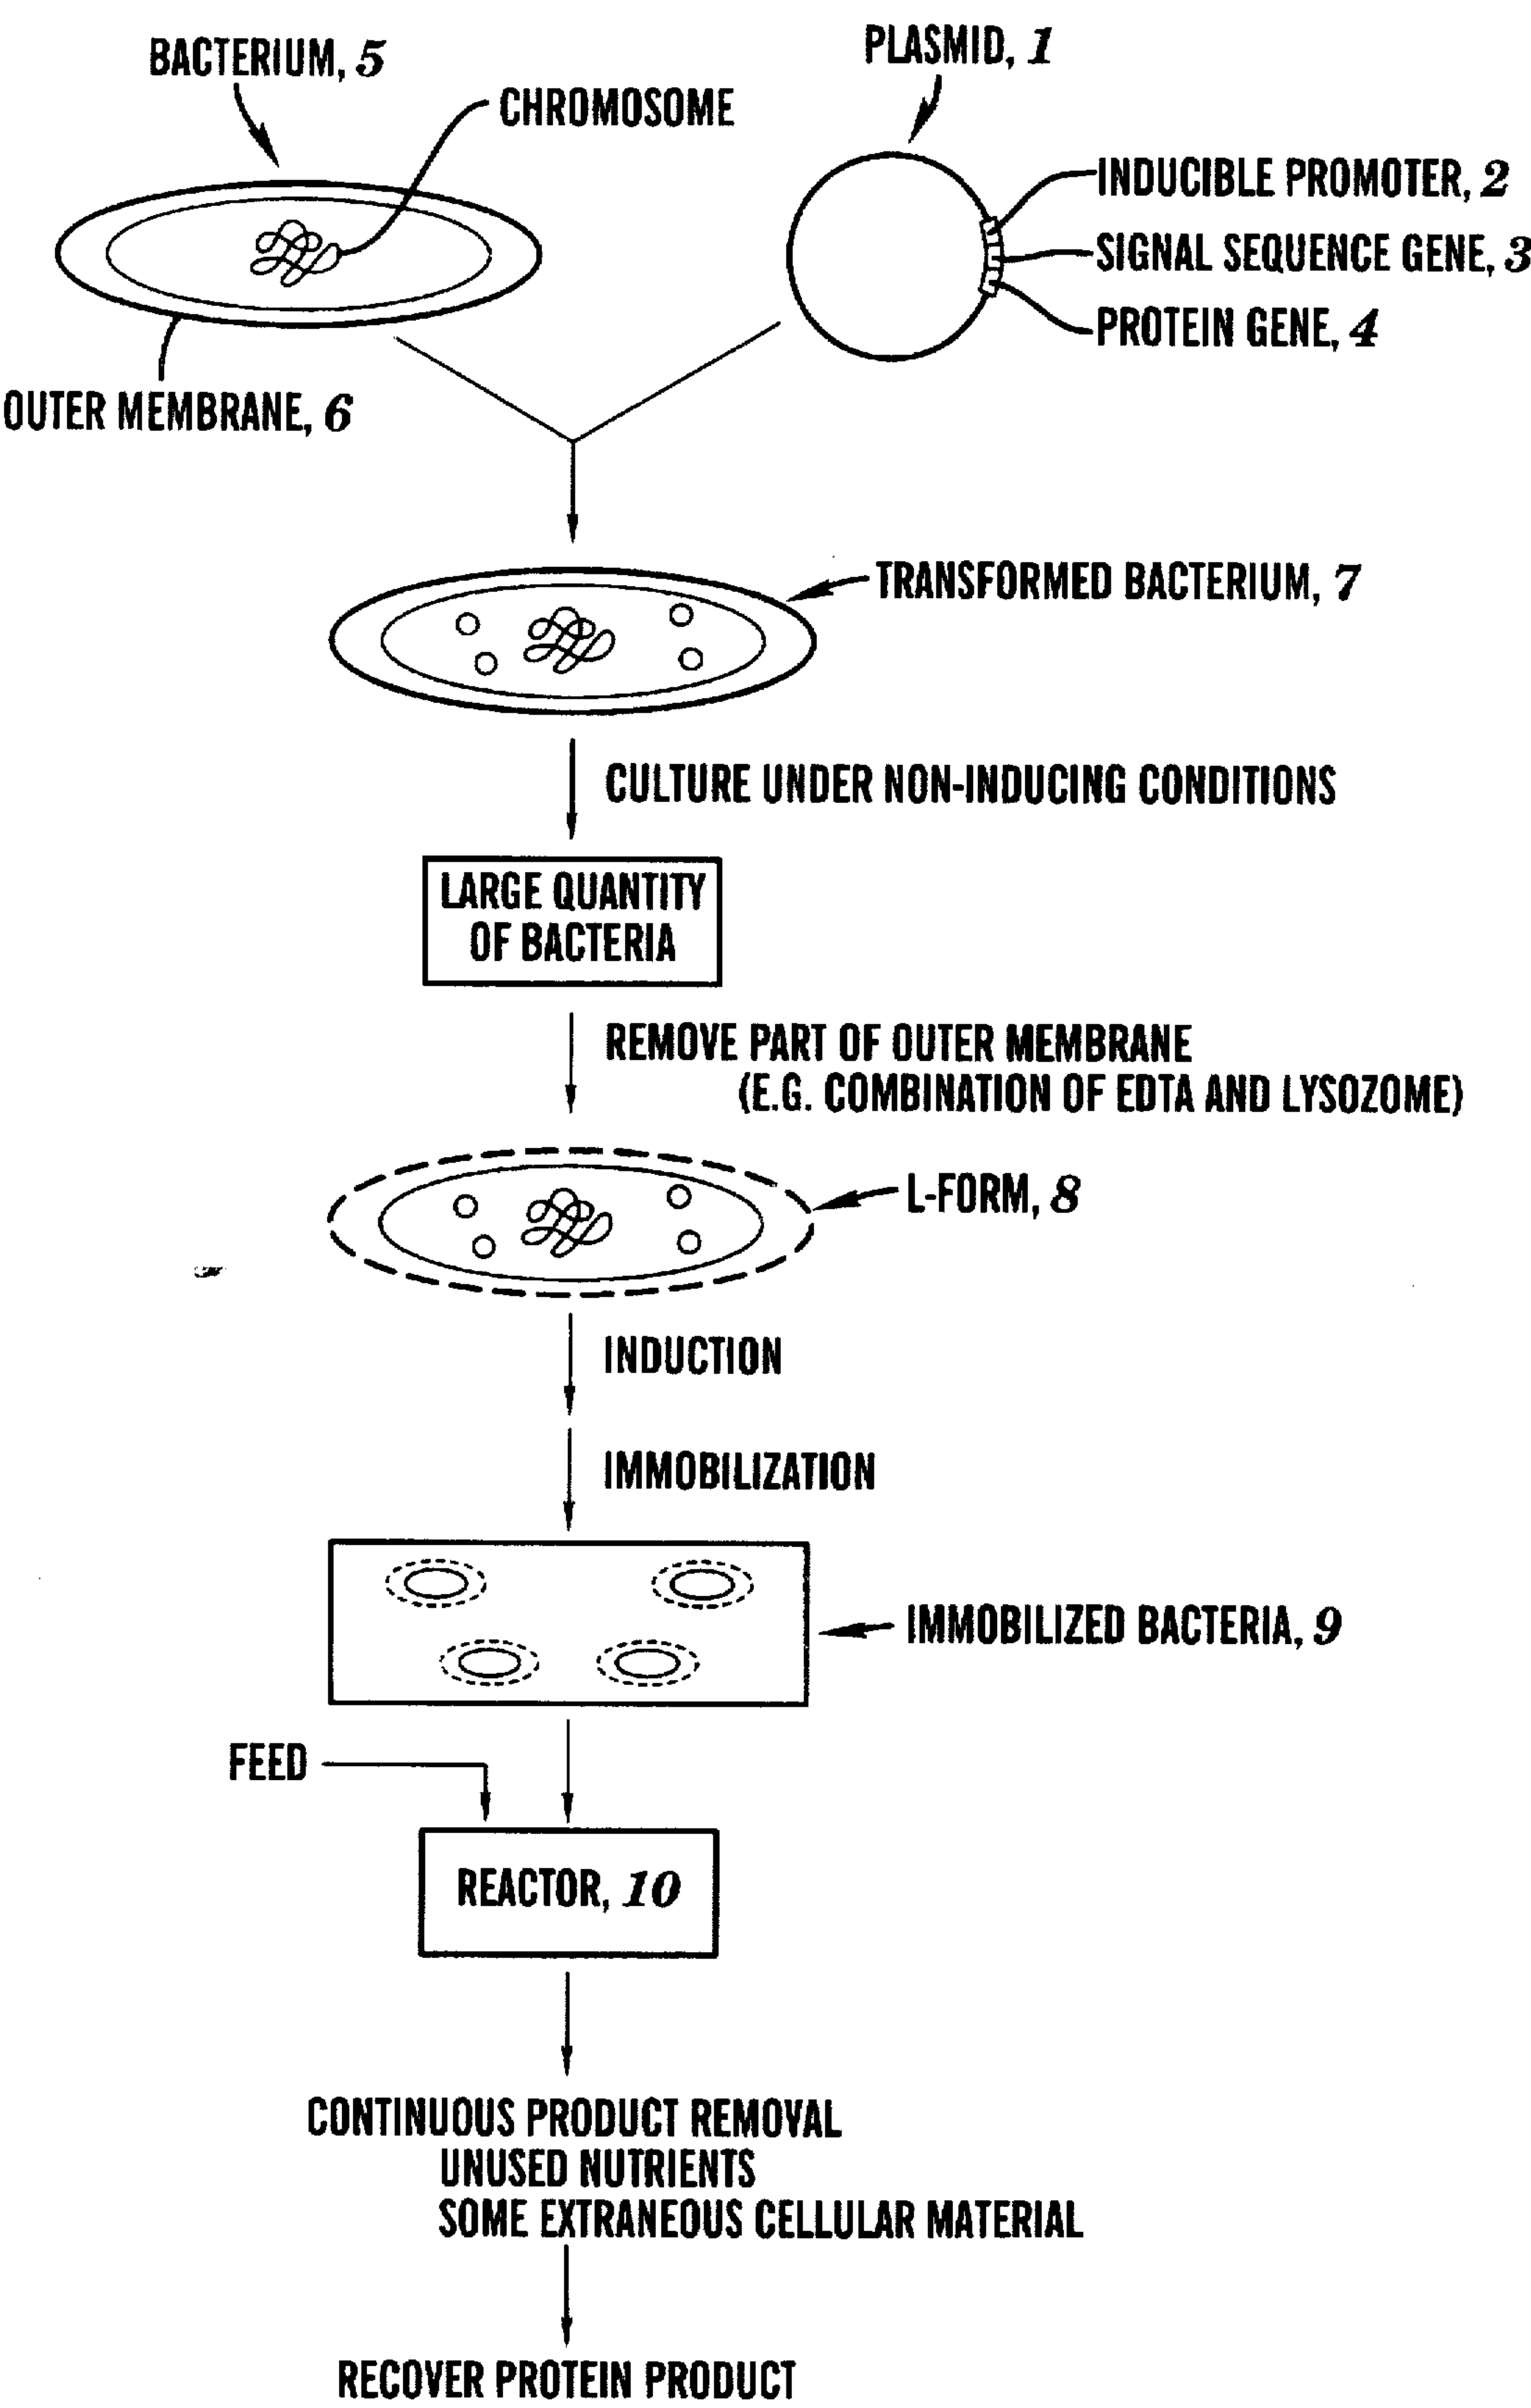 BACTERIUM, 5
PLASMID, 1
CHROMOSOME
INDUCIBLE PROMOTER, 2
SIGNAL SEQUENCE GENE, 3
PROTEIN GENE, 4
OUTER MEMBRANE, 6
TRANSFORMED BACTERIUM, 7
CULTURE UNDER NON-INDUCING CONDITIONS
LARGE QUANTITY
OF BACTERIA
REMOVE PART OF OUTER MEMBRANE
(E.G. COMBINATION OF EDTA AND LYSOZOME)
L-FORM, 8
INDUCTION
IMMOBILIZATION
IMMOBILIZED BACTERIA, 9
FEED
REACTOR, 10
CONTINUOUS PRODUCT REMOVAL
UNUSED NUTRIENTS
SOME EXTRANEOUS CELLULAR MATERIAL
RECOVER PROTEIN PRODUCT